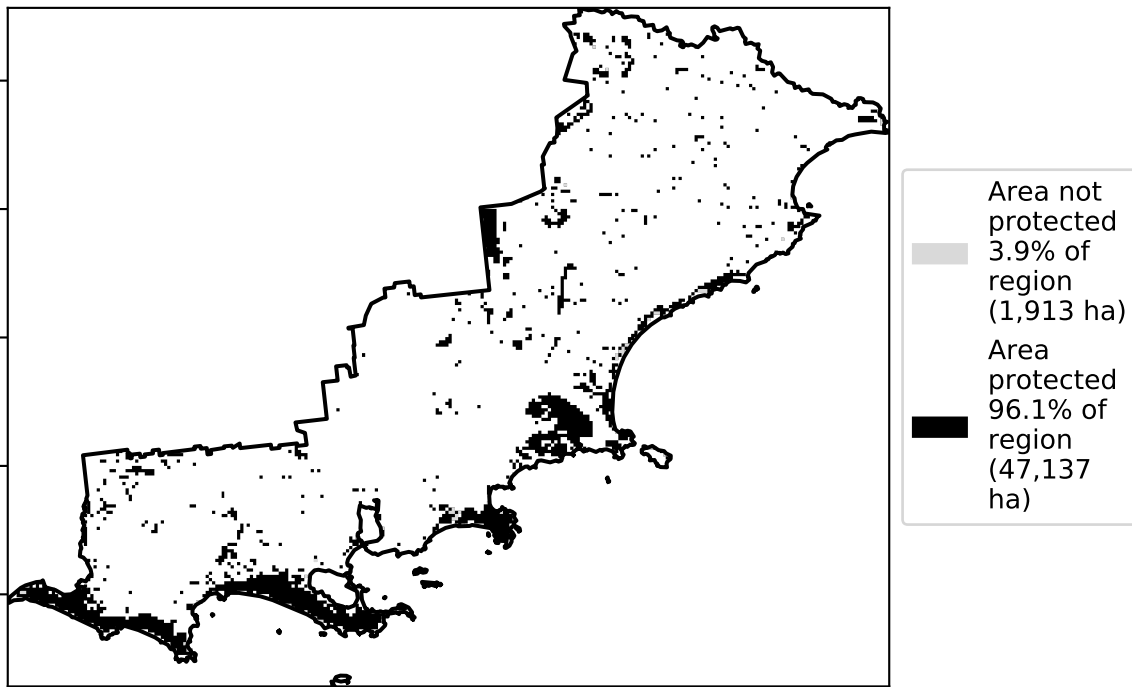 Area not
protected
3.9% of
region
(1,913 ha)
Area
protected
96.1% of
region
(47,137
ha)